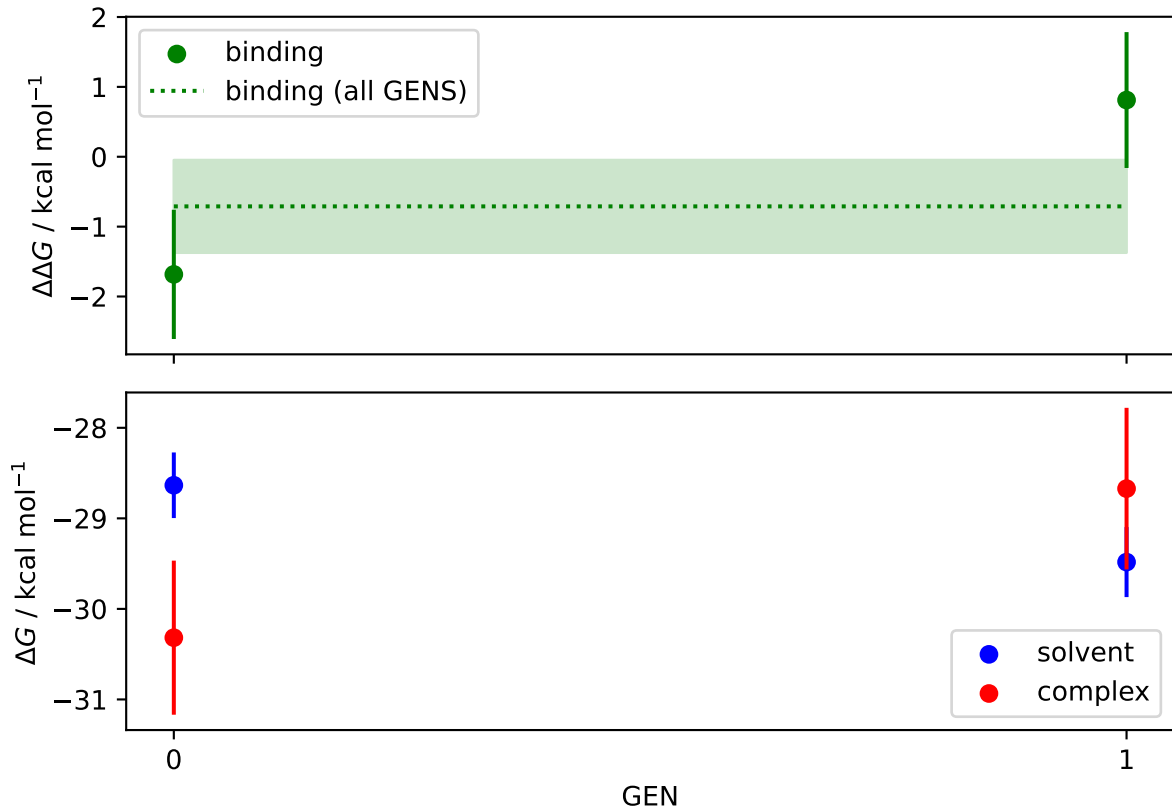 2
1
0
−1
−2
ΔΔG / kcal mol⁻¹
binding
binding (all GENS)
−28
−29
−30
−31
ΔG / kcal mol⁻¹
solvent
complex
0
1
GEN